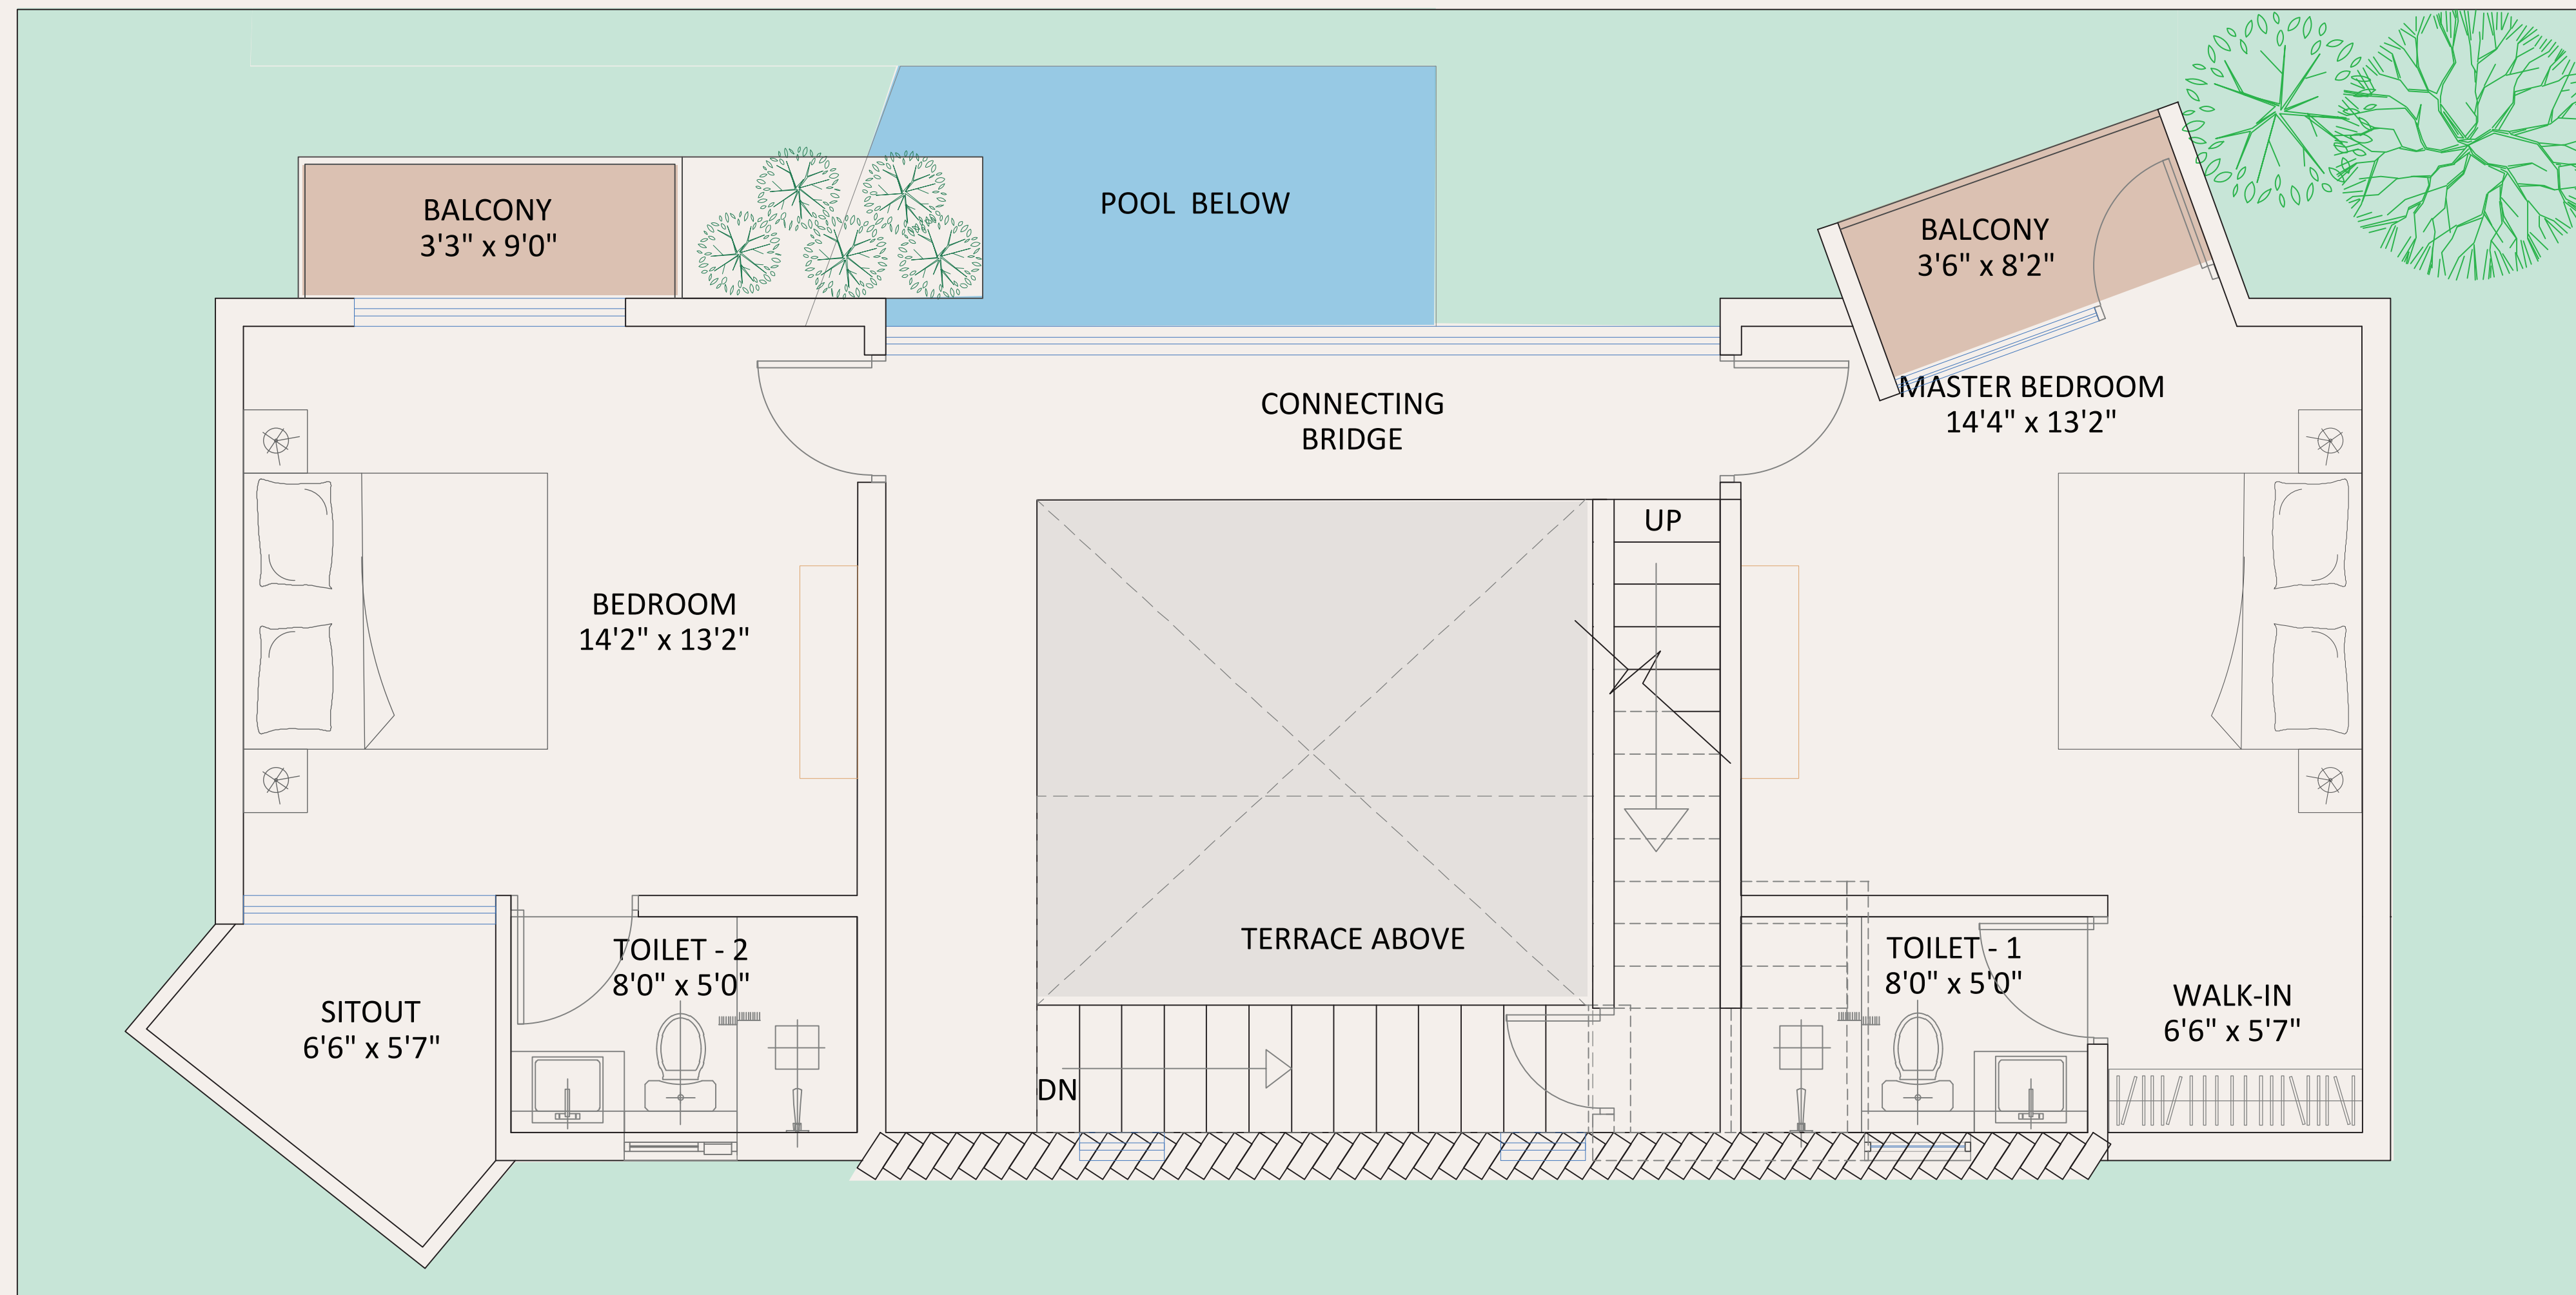 POOL  BELOW
BALCONY
3'3" x 9'0"
BALCONY
3'6" x 8'2"
CONNECTING
BRIDGE
MASTER BEDROOM
14'4" x 13'2"
UP
BEDROOM
14'2" x 13'2"
TERRACE ABOVE
TOILET - 2
8'0" x 5'0"
TOILET - 1
8'0" x 5'0"
SITOUT
6'6" x 5'7"
WALK-IN
6'6" x 5'7"
DN